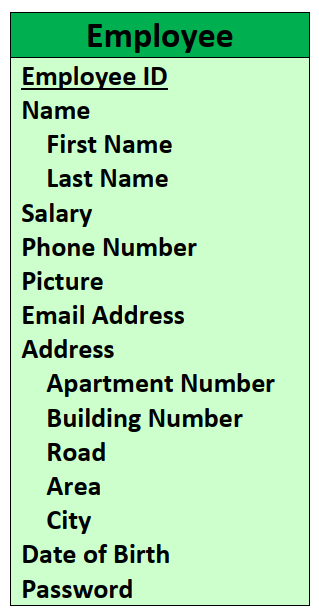 Employee
Employee ID
Name
First Name
Last Name
Salary
Phone Number
Picture
Email Address
Address
Apartment Number
Building Number
Road
Area
City
Date of Birth
Password